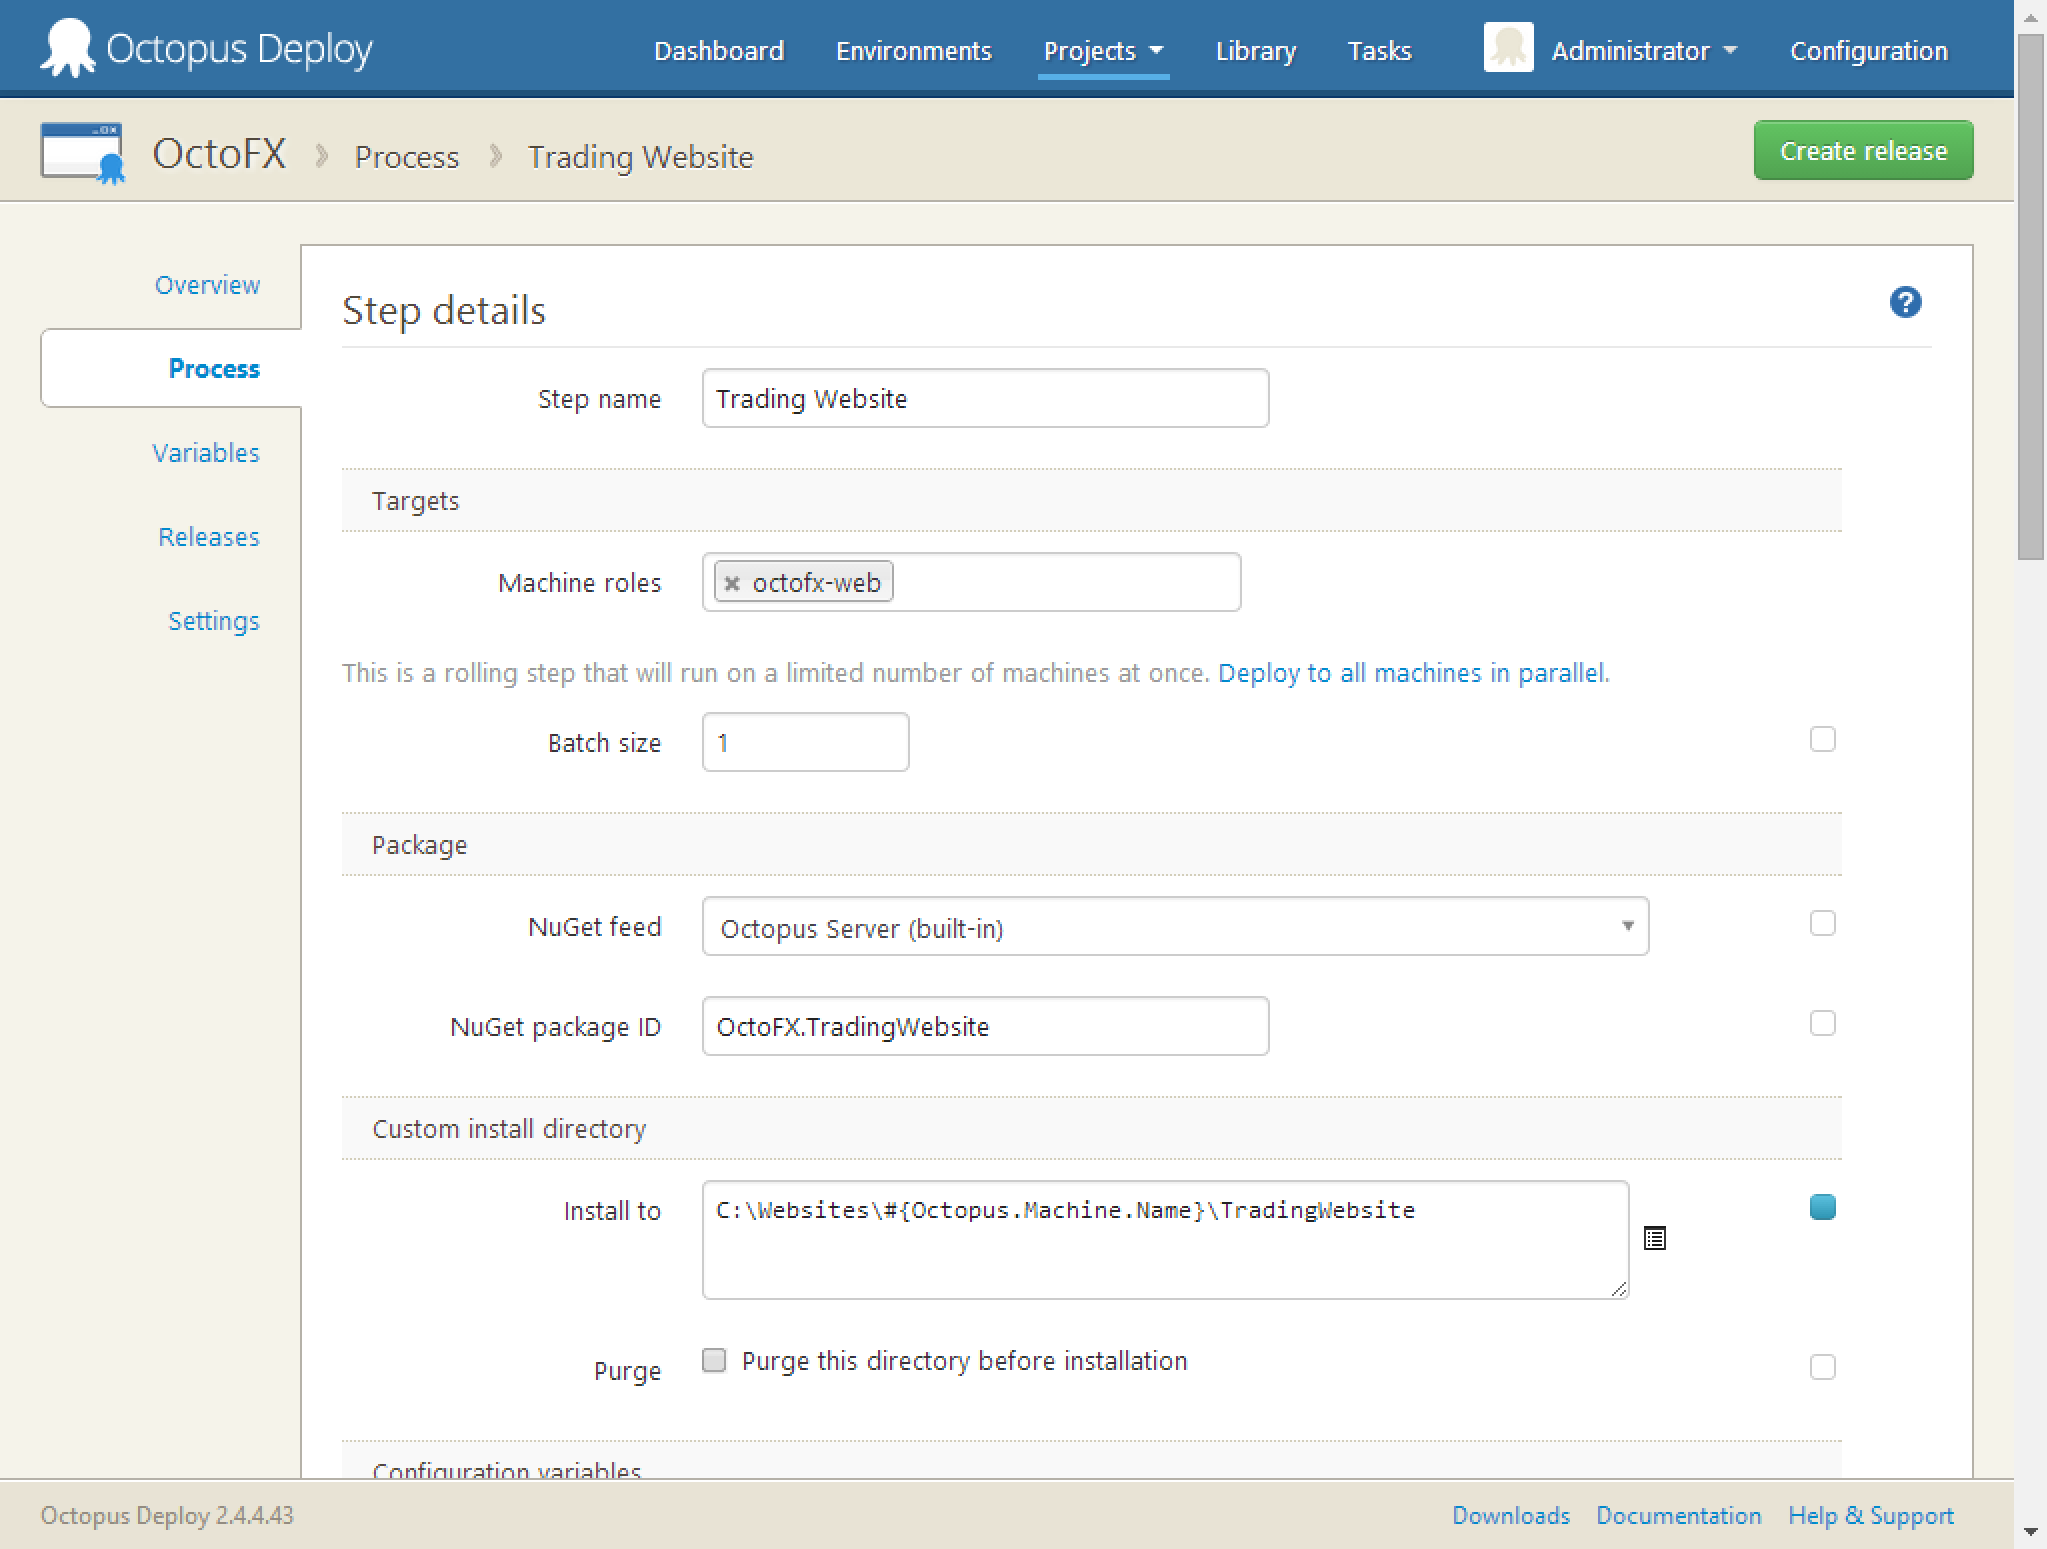 Octopus Deploy
Dashboard Environments Projects Library Tasks Administrator Configuration
OctoFX Process Trading Website
Create release
Overview
Process
Variables
Releases
Settings
Step details
?
Step name Trading Website
Targets
Machine roles octofx-web
This is a rolling step that will run on a limited number of machines at once. Deploy to all machines in parallel.
Batch size 1
Package
NuGet feed Octopus Server (built-in)
NuGet package ID OctoFX.TradingWebsite
Custom install directory
Install to C:\Websites\#{Octopus.Machine.Name}\TradingWebsite
Purge Purge this directory before installation
Configuration variables
Octopus Deploy 2.4.4.43
Downloads Documentation Help & Support